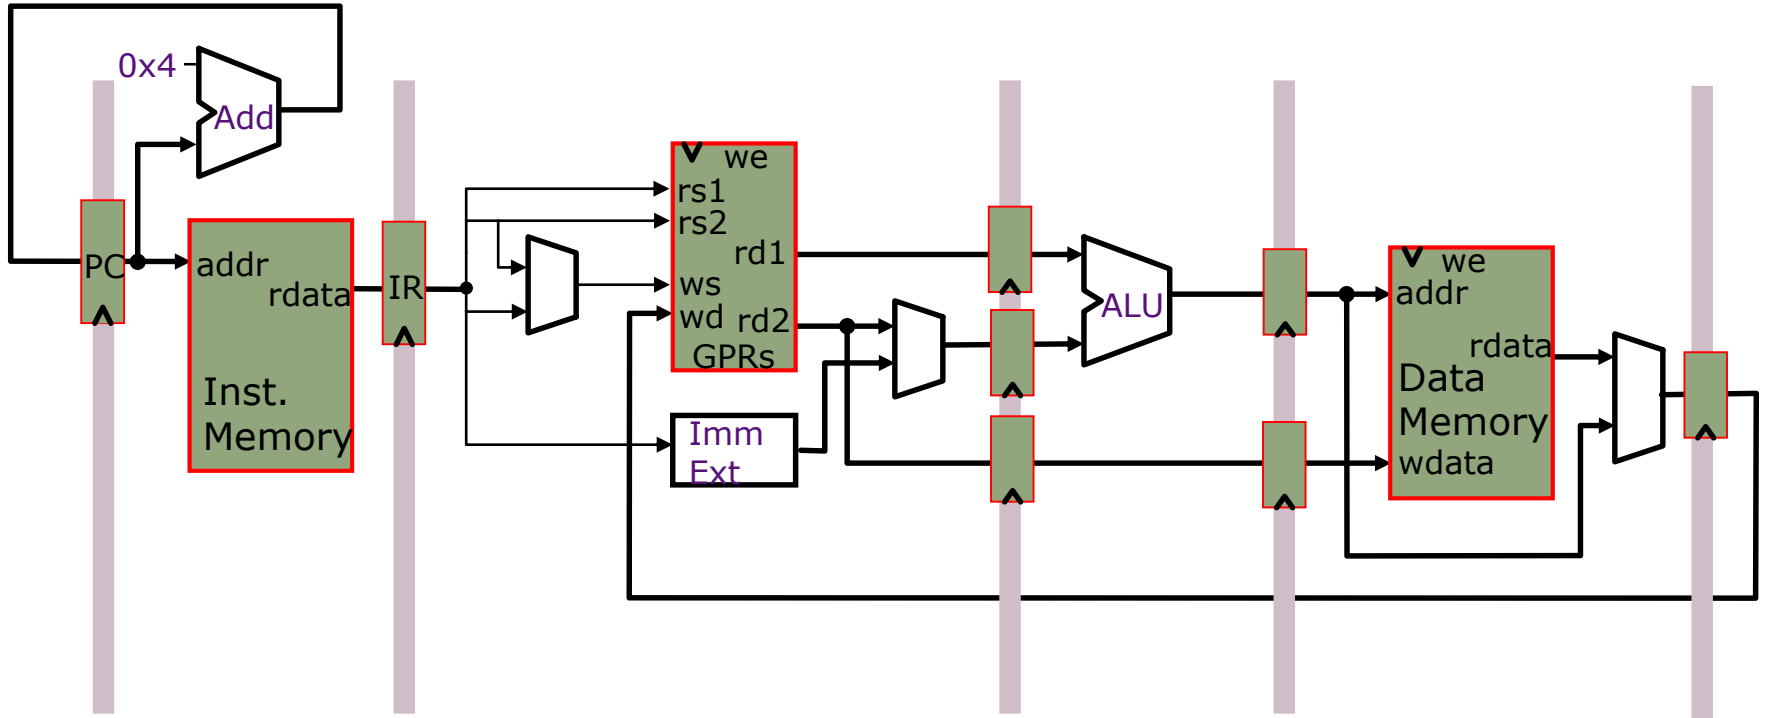 0x4
Add
PC
addr
rdata
Inst.
Memory
IR
we
rs1
rs2
rd1
ws
wd
rd2
GPRs
Imm
Ext
ALU
we
addr
rdata
Data
Memory
wdata